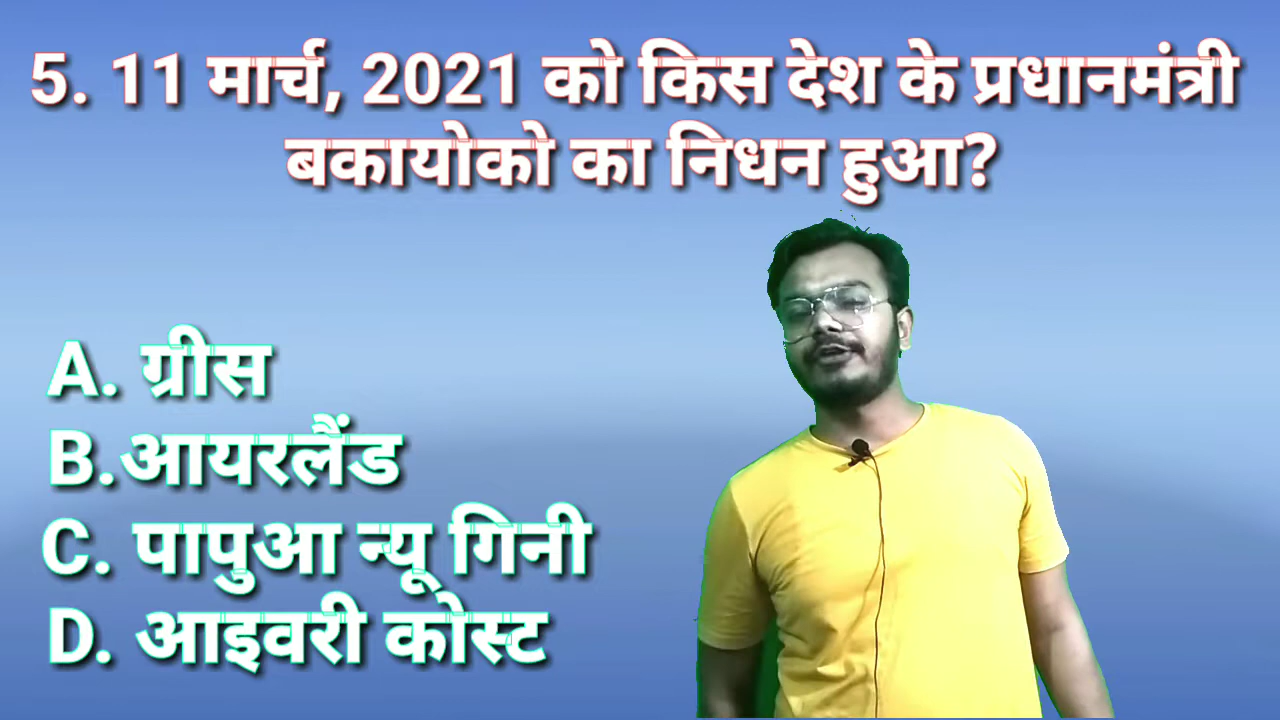 5. 11 मार्च, 2021 को किस देश के प्रधानमंत्री
बकायोको का निधन हुआ?
A. ग्रीस
B.आयरलैंड
C. पापुआ न्यू गिनी
D. आइवरी कोस्ट